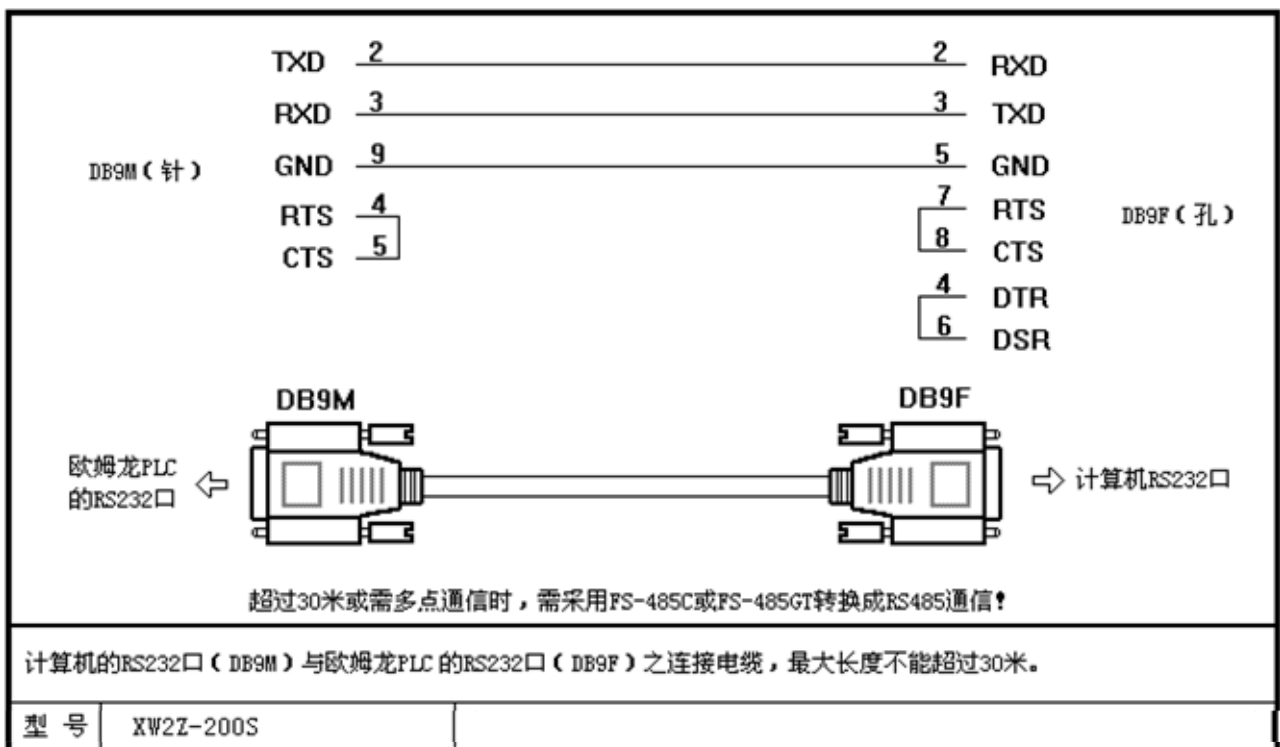 TXD 2 2 RXD
RXD 3 3 TXD
DB9M(针) GND 9 5 GND
RTS 4 7 RTS DB9F(孔)
CTS 5 8 CTS
4 DTR
6 DSR
DB9M DB9F
欧姆龙PLC
的RS232口
计算机RS232口
超过30米或需多点通信时，需采用FS-485C或FS-485GT转换成RS485通信！
计算机的RS232口(DB9M)与欧姆龙PLC的RS232口(DB9F)之连接电缆，最大长度不能超过30米。
型 号 XW2Z-200S